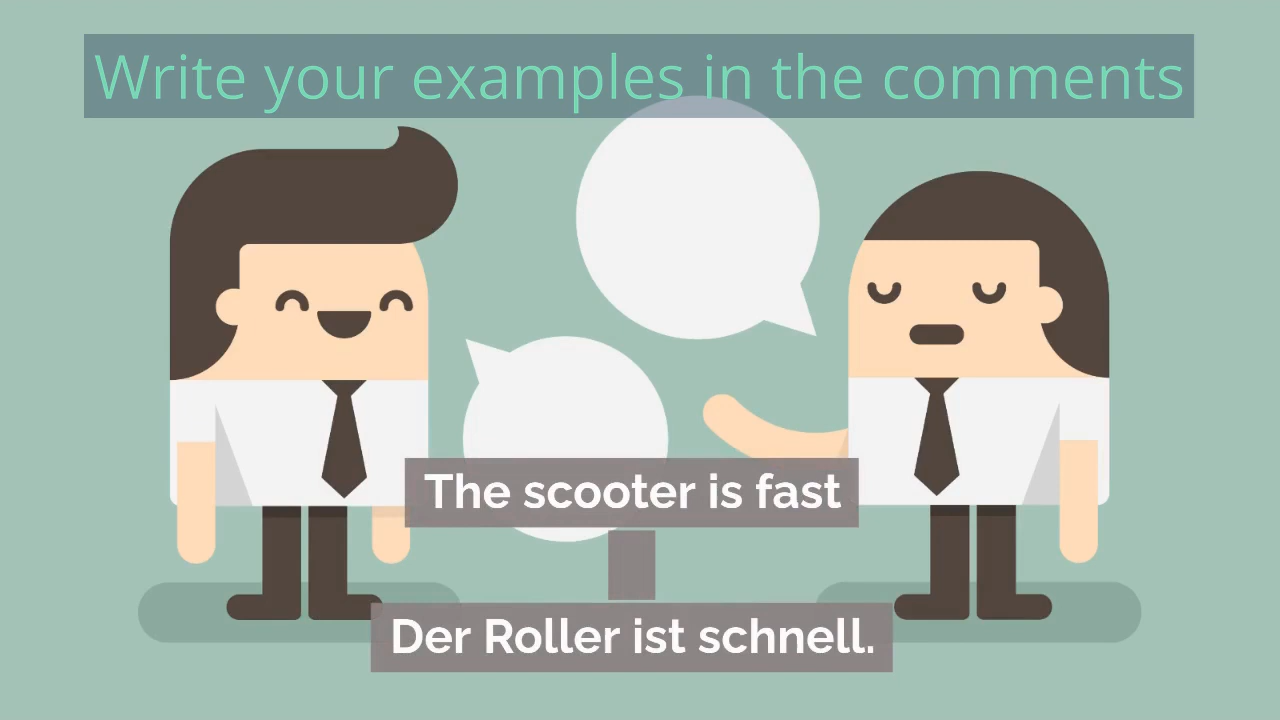 Write your examples in the comments
The scooter is fast
Der Roller ist schnell.